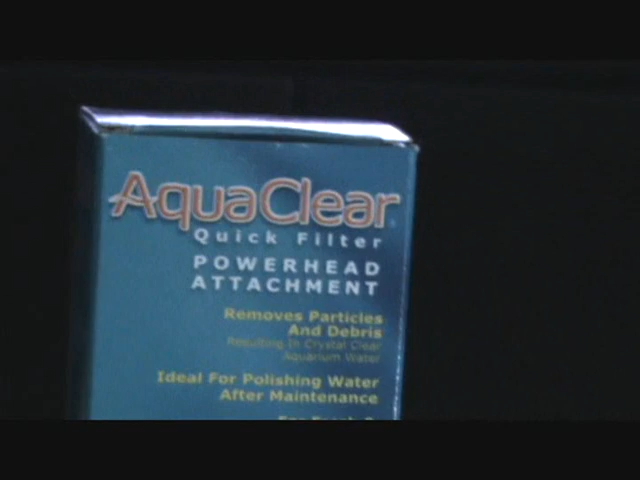 AquaClear
Quick Filter
POWERHEAD
ATTACHMENT
Removes Particles
And Debris
Resulting In Crystal Clear
Aquarium Water
Ideal For Polishing Water
After Maintenance